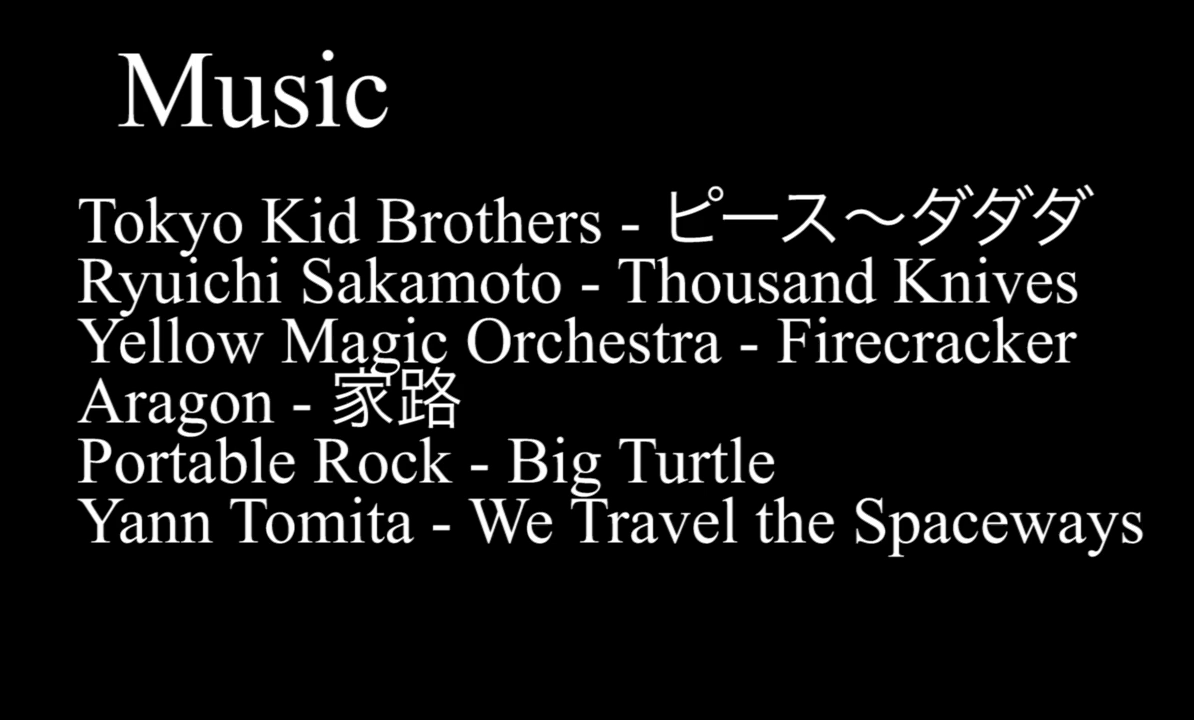 Music
Tokyo Kid Brothers - ピース〜ダダダ
Ryuichi Sakamoto - Thousand Knives
Yellow Magic Orchestra - Firecracker
Aragon - 家路
Portable Rock - Big Turtle
Yann Tomita - We Travel the Spaceways